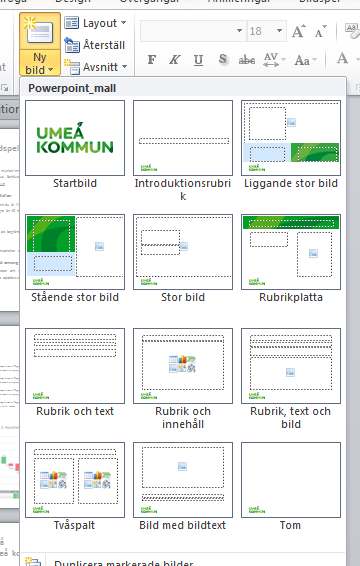 Ny
bild
Layout
Återställ
Avsnitt
18
A
A
F
K
U
S
abc
AV
Aa
A
Powerpoint_mall
UMEÅ
KOMMUN
Startbild
Introduktionsrubri
k
Liggande stor bild
Stående stor bild
Stor bild
Rubrikplatta
Rubrik och text
Rubrik och
innehåll
Rubrik, text och
bild
Tvåspalt
Bild med bildtext
Tom
Duplicera markerade bilder